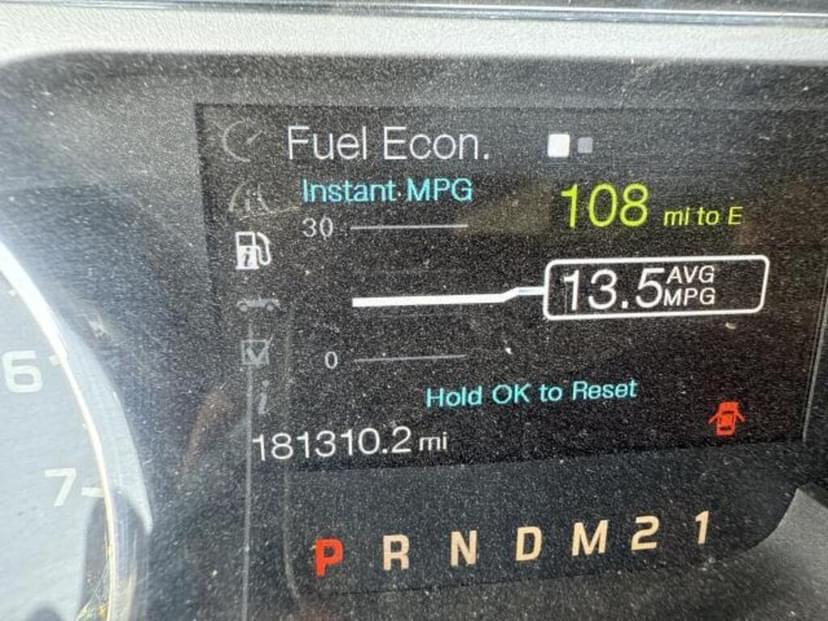 Fuel Econ.
Instant MPG
108 mi to E
30
13.5 AVG MPG
6
0
Hold OK to Reset
181310.2 mi
7
P R N D M 2 1